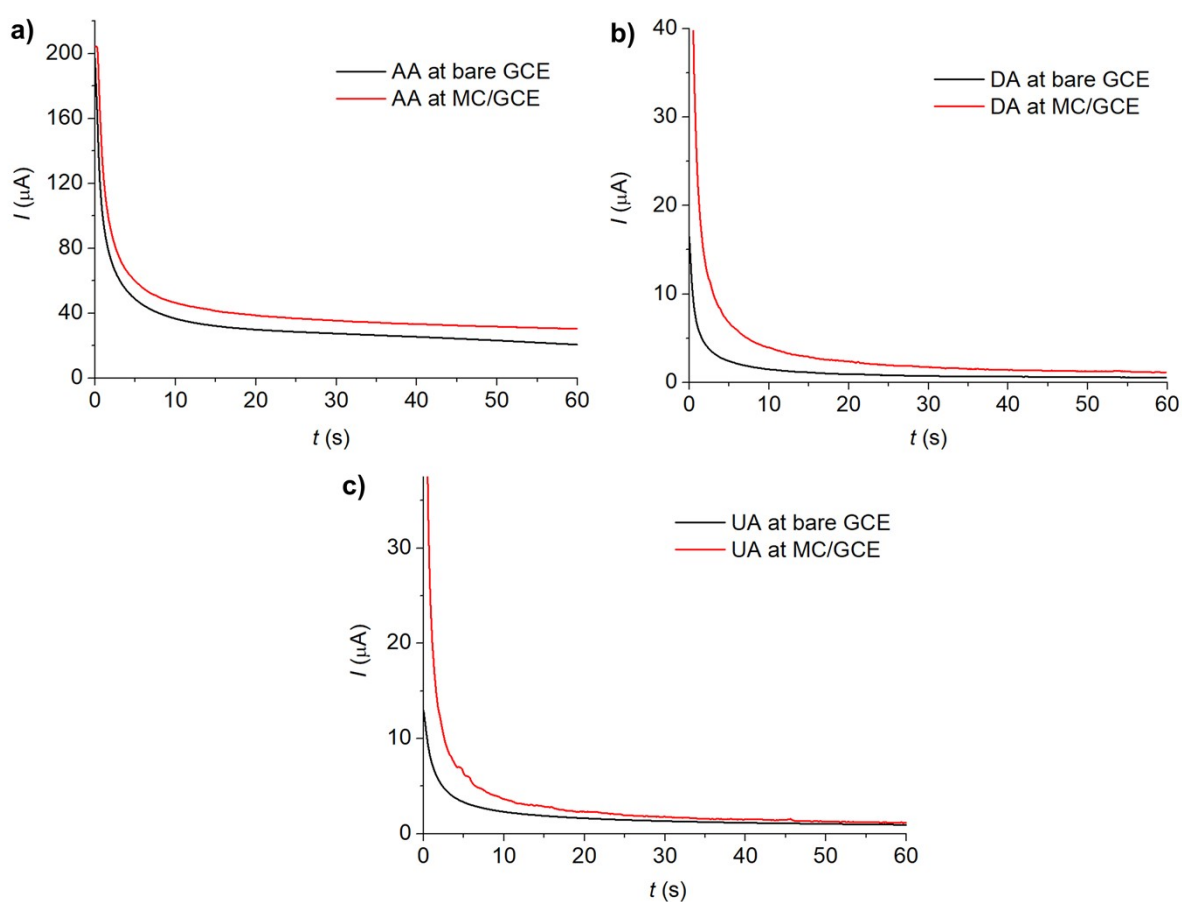 a)
AA at bare GCE
AA at MC/GCE
200
160
120
80
40
0
I (μA)
0 10 20 30 40 50 60
t (s)
b)
DA at bare GCE
DA at MC/GCE
40
30
20
10
0
I (μA)
0 10 20 30 40 50 60
t (s)
c)
UA at bare GCE
UA at MC/GCE
30
20
10
0
I (μA)
0 10 20 30 40 50 60
t (s)